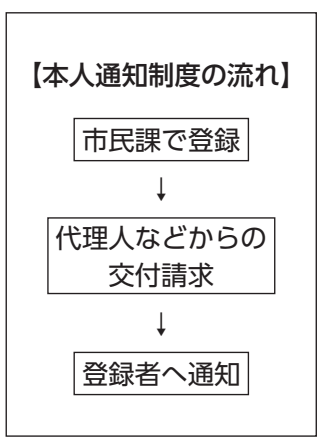 【本人通知制度の流れ】
市民課で登録
↓
代理人などからの
交付請求
↓
登録者へ通知